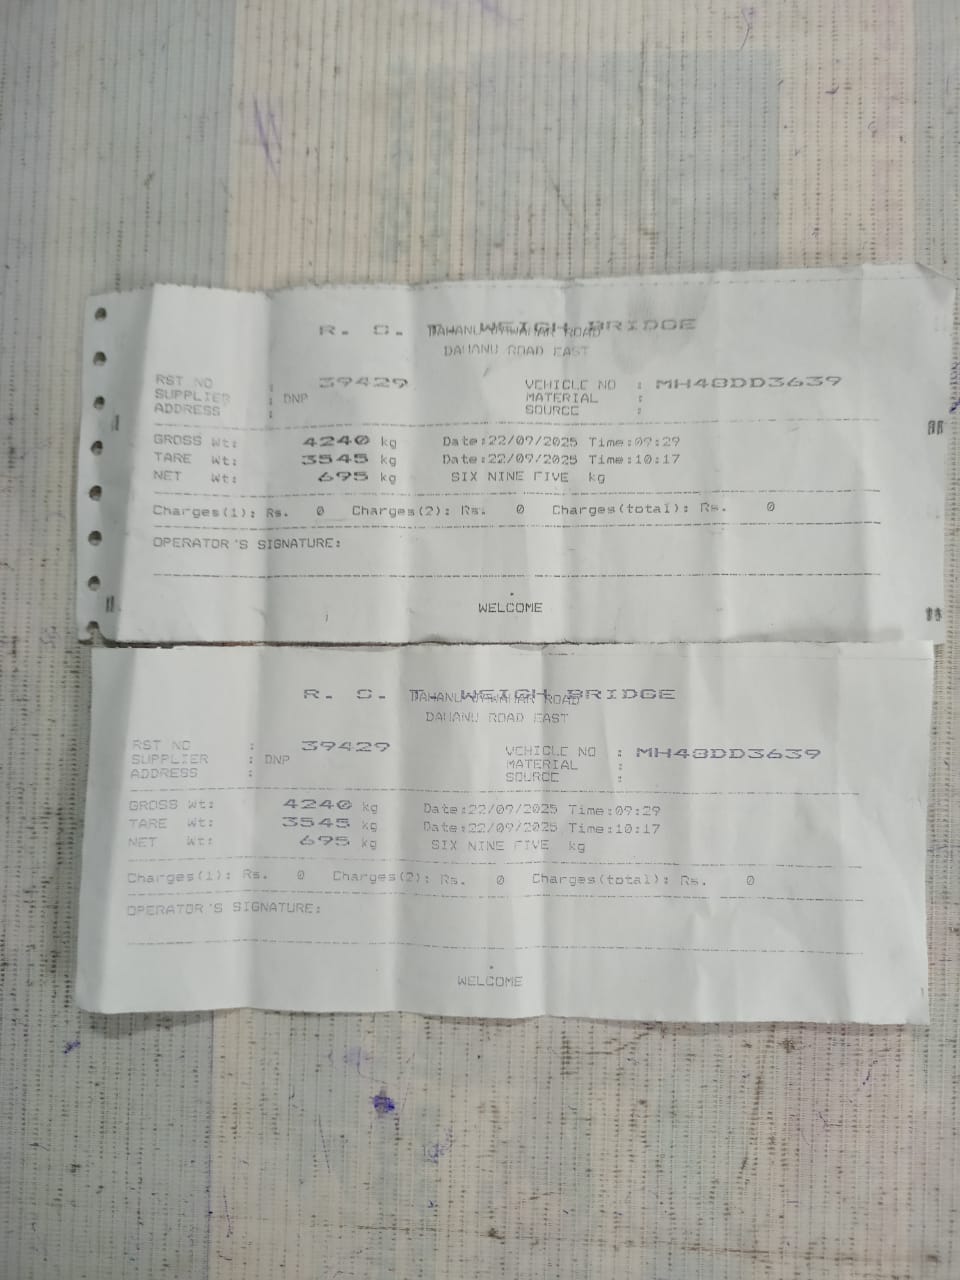 R. S. T. WEIGH BRIDGE
DAHANU JAWAHAR ROAD
DAHANU ROAD EAST
RST NO : 39429 VEHICLE NO : MH48DD3639
SUPPLIER : DNP MATERIAL :
ADDRESS : SOURCE :
GROSS Wt: 4240 kg Date:22/09/2025 Time:09:29
TARE Wt: 3545 kg Date:22/09/2025 Time:10:17
NET Wt: 695 kg SIX NINE FIVE kg
Charges(1): Rs. 0 Charges(2): Rs. 0 Charges(total): Rs. 0
OPERATOR'S SIGNATURE:
WELCOME
R. S. T. WEIGH BRIDGE
DAHANU JAWAHAR ROAD
DAHANU ROAD EAST
RST NO : 39429 VEHICLE NO : MH48DD3639
SUPPLIER : DNP MATERIAL :
ADDRESS : SOURCE :
GROSS Wt: 4240 kg Date:22/09/2025 Time:09:29
TARE Wt: 3545 kg Date:22/09/2025 Time:10:17
NET Wt: 695 kg SIX NINE FIVE kg
Charges(1): Rs. 0 Charges(2): Rs. 0 Charges(total): Rs. 0
OPERATOR'S SIGNATURE:
WELCOME